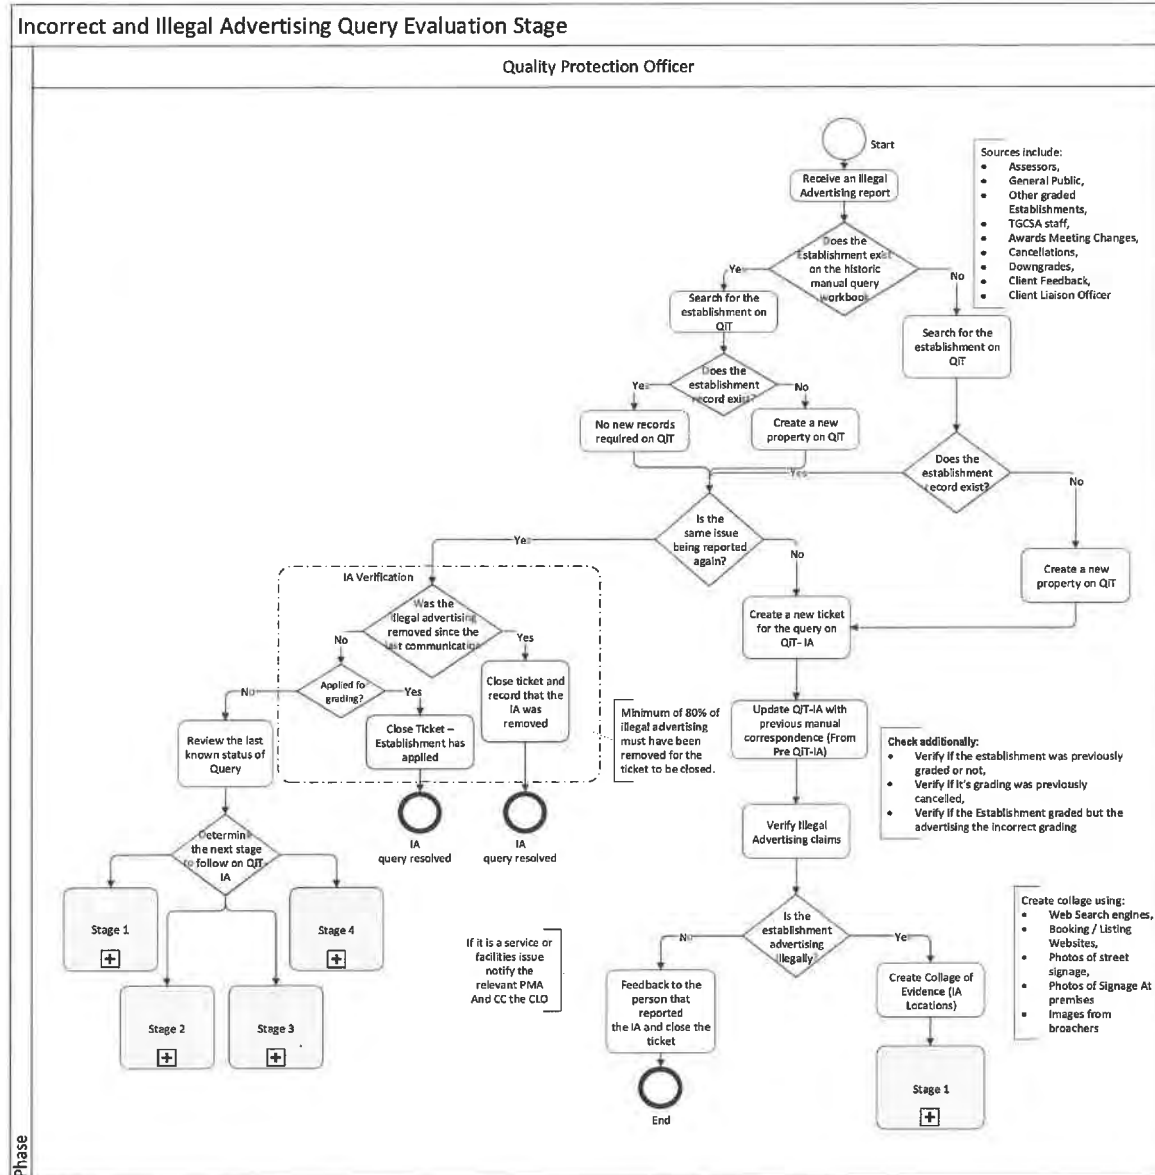 Incorrect and Illegal Advertising Query Evaluation Stage
Quality Protection Officer
Start
Receive an Illegal
Advertising report
Sources include:
• Assessors,
• General Public,
• Other graded
Establishments,
• TGCSA staff,
• Awards Meeting Changes,
• Cancellations,
• Downgrades,
• Client Feedback,
• Client Liaison Officer
Does the
Establishment exist
on the historic
manual query
workbook
Yes
No
Search for the
establishment on
QiT
Search for the
establishment on
QiT
Does the
establishment
record exist?
Yes
No
No new records
required on QiT
Create a new
property on QiT
Does the
establishment
record exist?
Yes
No
Create a new
property on QiT
Is the
same issue
being reported
again?
Yes
No
IA Verification
Was the
illegal advertising
removed since the
last communication
No
Yes
Applied for
grading?
No
Yes
Close ticket and
record that the
IA was
removed
Close Ticket –
Establishment has
applied
Minimum of 80% of
illegal advertising
must have been
removed for the
ticket to be closed.
IA
query resolved
IA
query resolved
Review the last
known status of
Query
Determine
the next stage
to follow on QiT-
IA
Stage 1
Stage 4
Stage 2
Stage 3
Create a new ticket
for the query on
QiT- IA
Update QiT-IA with
previous manual
correspondence (From
Pre QiT-IA)
Check additionally:
• Verify if the establishment was previously
graded or not,
• Verify if it's grading was previously
cancelled,
• Verify if the Establishment graded but the
advertising the incorrect grading
Verify Illegal
Advertising claims
Is the
establishment
advertising
illegally?
No
Yes
If it is a service or
facilities issue
notify the
relevant PMA
And CC the CLO
Feedback to the
person that
reported
the IA and close the
ticket
End
Create Collage of
Evidence (IA
Locations)
Stage 1
Create collage using:
• Web Search engines,
• Booking / Listing
Websites,
• Photos of street
signage,
• Photos of Signage At
premises
• Images from
broachers
Phase